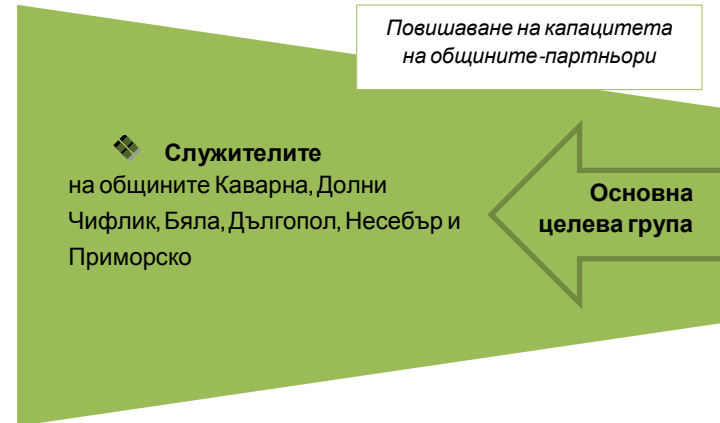 Повишаване на капацитета
на общините-партньори
Служителите
на общините Каварна, Долни
Чифлик, Бяла, Дългопол, Несебър и
Приморско
Основна
целева група